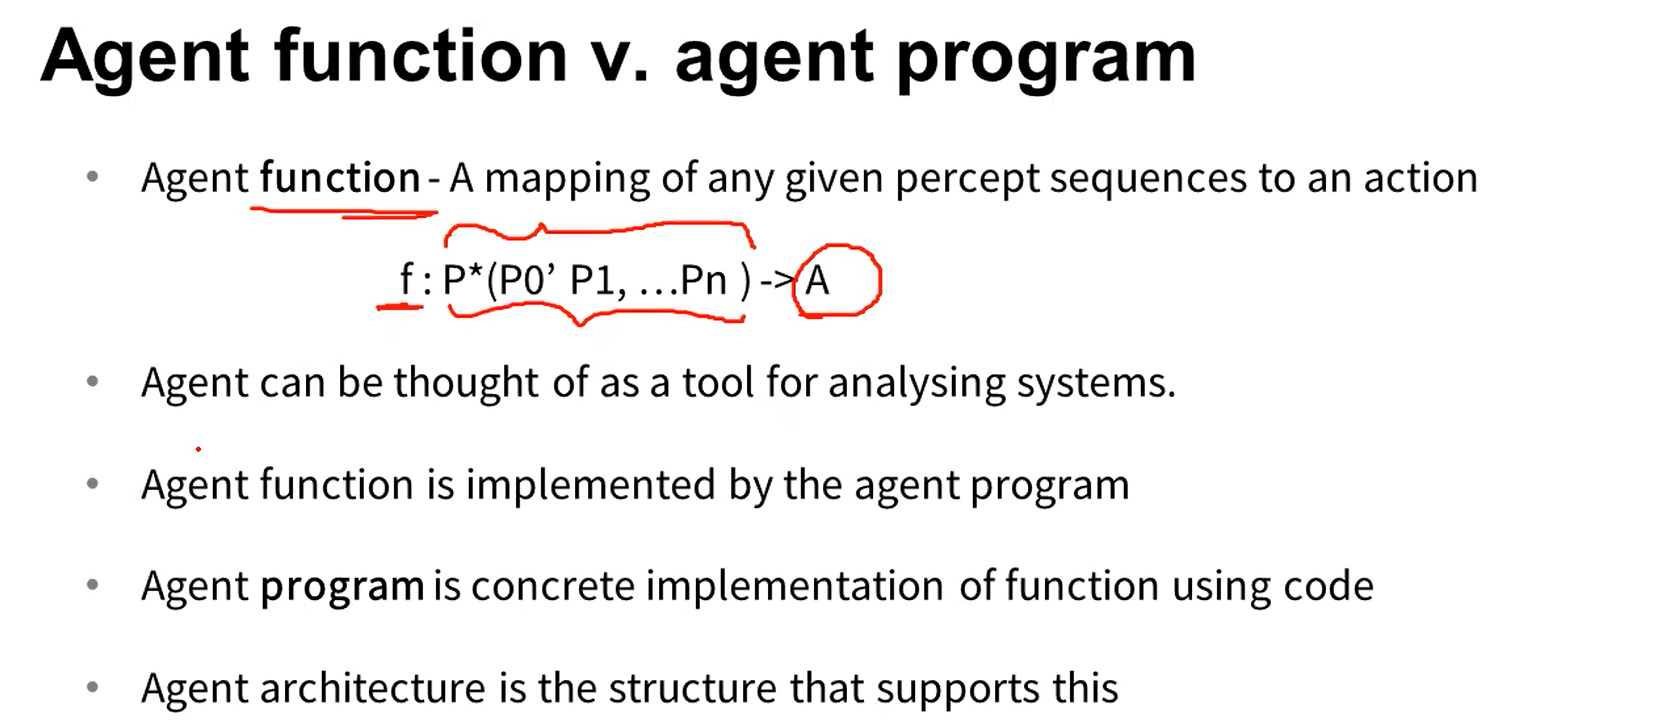 Agent function v. agent program
• Agent function - A mapping of any given percept sequences to an action
f : P*(P0’ P1, ...Pn ) -> A
• Agent can be thought of as a tool for analysing systems.
• Agent function is implemented by the agent program
• Agent program is concrete implementation of function using code
• Agent architecture is the structure that supports this